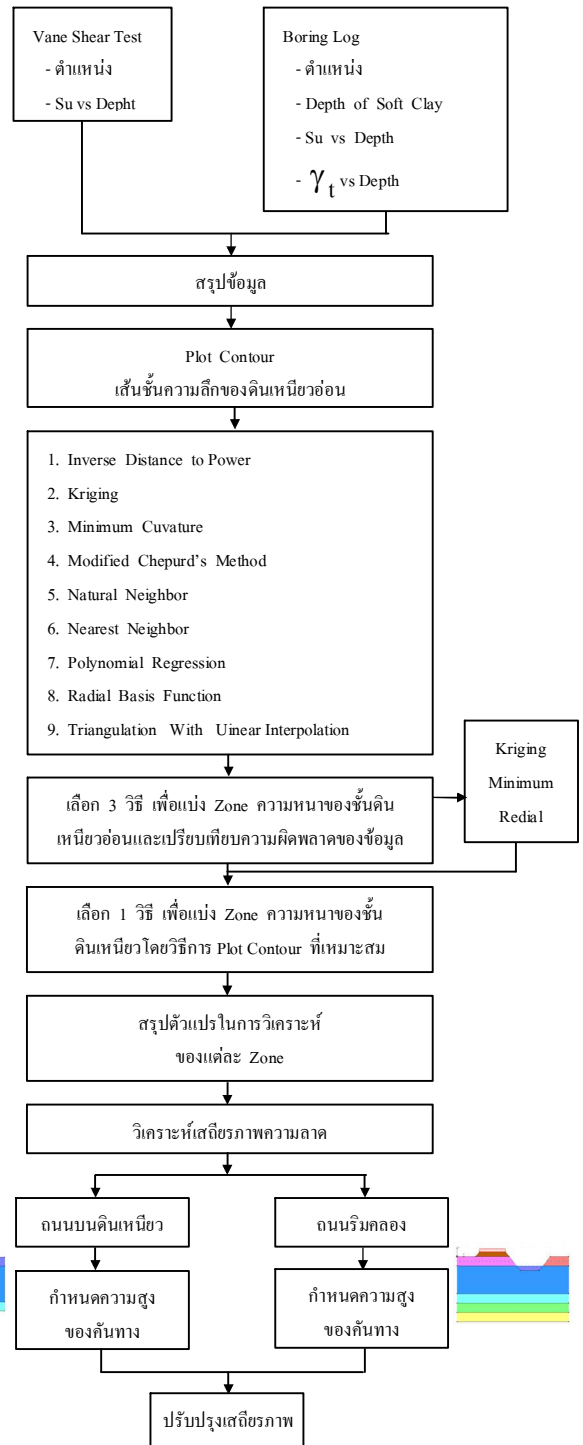 Vane Shear Test
- ตำแหน่ง
- Su vs Depht
Boring Log
- ตำแหน่ง
- Depth of Soft Clay
- Su vs Depth
- γt vs Depth
สรุปข้อมูล
Plot Contour
เส้นชั้นความลึกของดินเหนียวอ่อน
1. Inverse Distance to Power
2. Kriging
3. Minimum Cuvature
4. Modified Chepurd's Method
5. Natural Neighbor
6. Nearest Neighbor
7. Polynomial Regression
8. Radial Basis Function
9. Triangulation With Uinear Interpolation
Kriging
Minimum
Redial
เลือก 3 วิธี เพื่อแบ่ง Zone ความหนาของชั้นดิน
เหนียวอ่อนและเปรียบเทียบความผิดพลาดของข้อมูล
เลือก 1 วิธี เพื่อแบ่ง Zone ความหนาของชั้น
ดินเหนียวโดยวิธีการ Plot Contour ที่เหมาะสม
สรุปตัวแปรในการวิเคราะห์
ของแต่ละ Zone
วิเคราะห์เสถียรภาพความลาด
ถนนบนดินเหนียว
ถนนริมคลอง
กำหนดความสูง
ของคันทาง
กำหนดความสูง
ของคันทาง
ปรับปรุงเสถียรภาพ